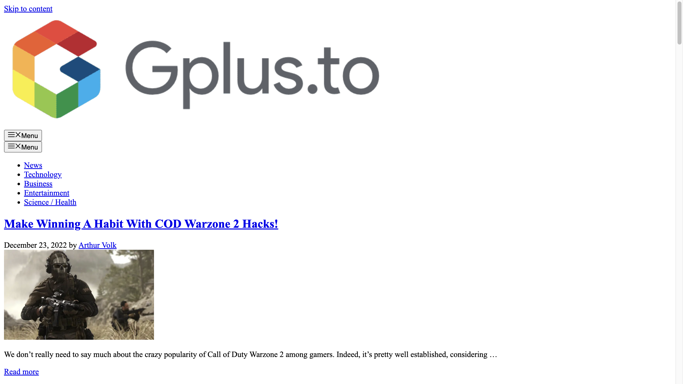 Skip to content
Gplus.to
Menu
Menu
News
Technology
Business
Entertainment
Science / Health
Make Winning A Habit With COD Warzone 2 Hacks!
December 23, 2022 by Arthur Volk
We don’t really need to say much about the crazy popularity of Call of Duty Warzone 2 among gamers. Indeed, it’s pretty well established, considering …
Read more